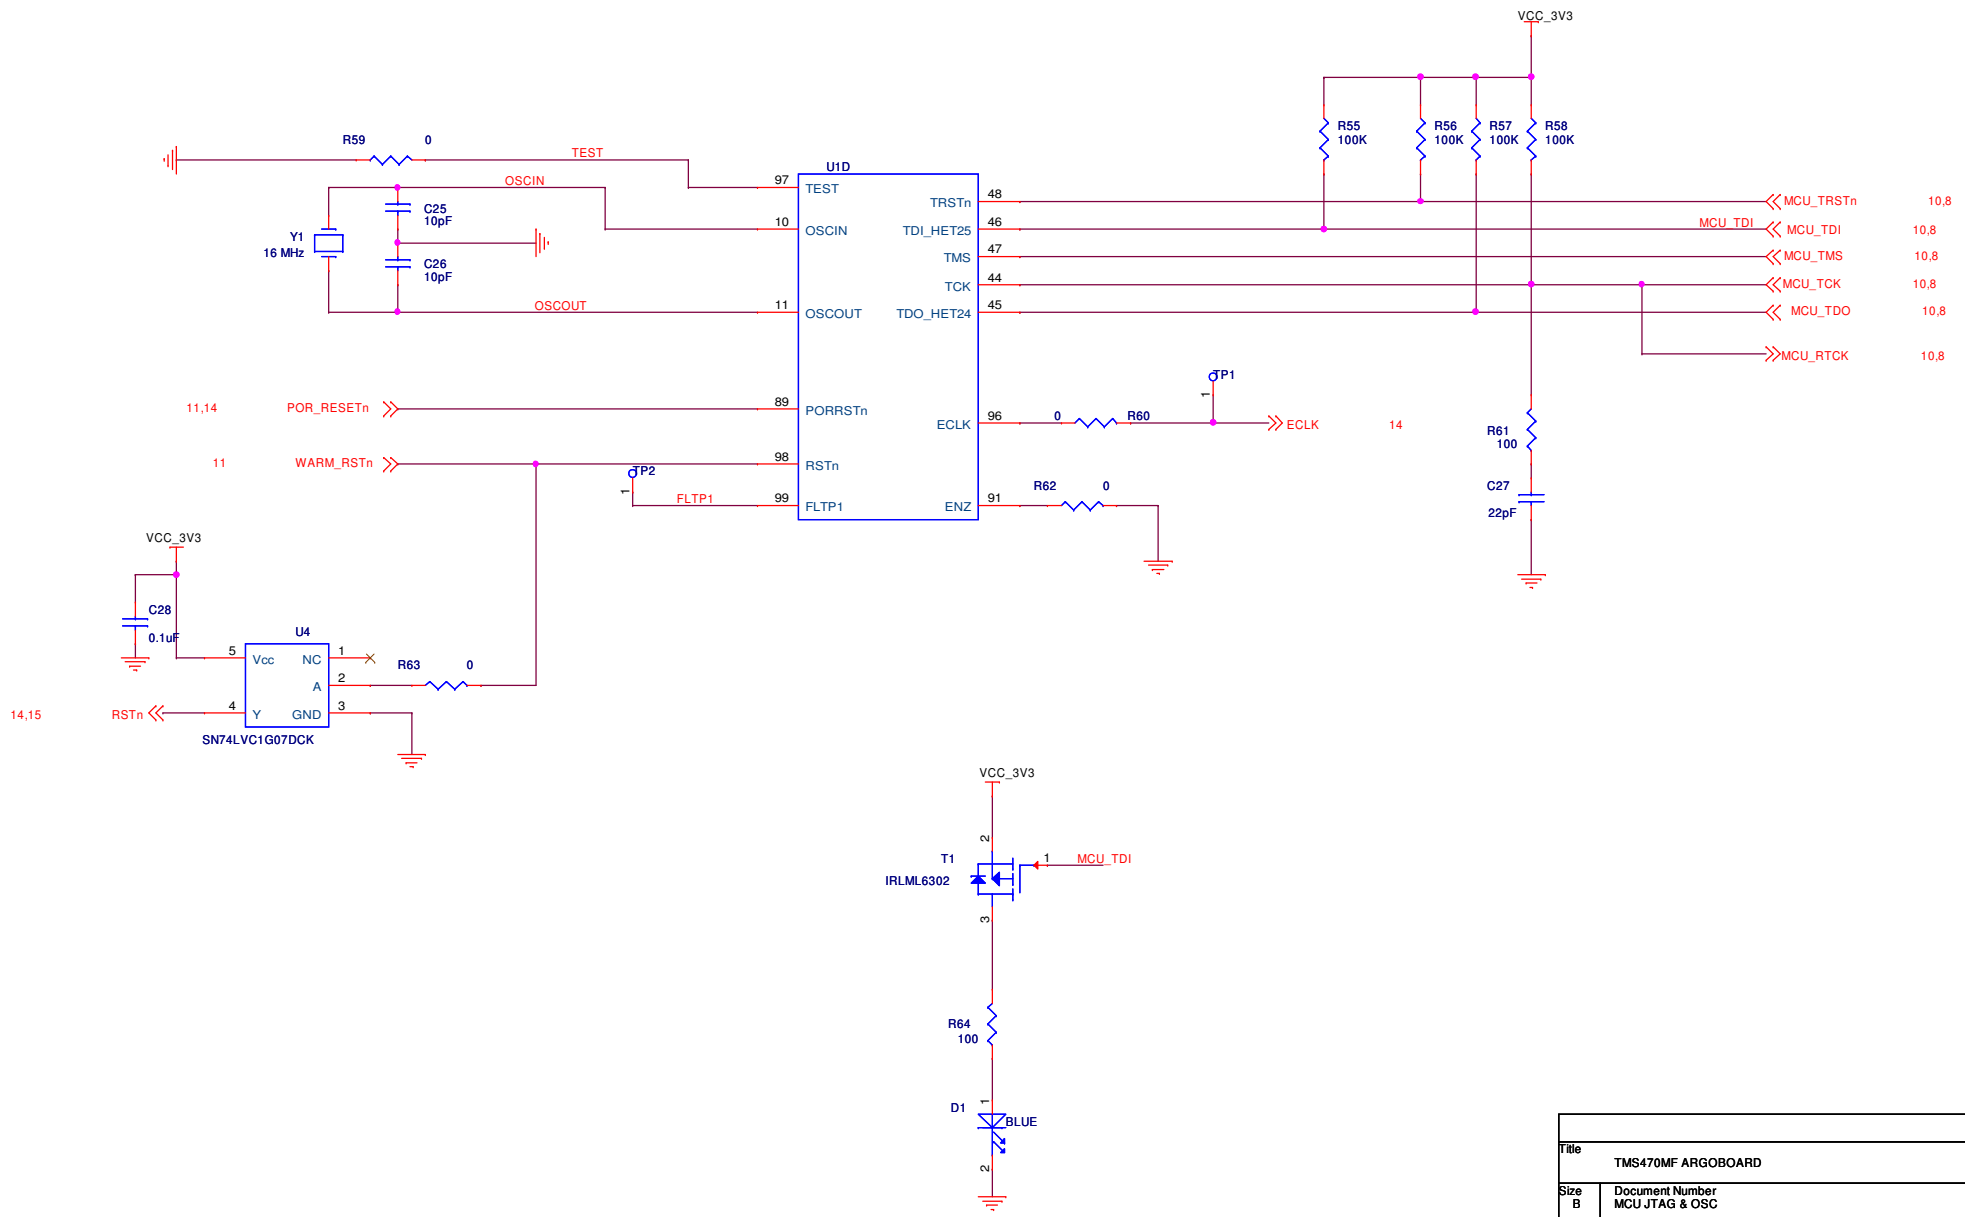 VCC_3V3
R55
100K
R56
100K
R57
100K
R58
100K
R59 0
TEST
OSCIN
C25
10pF
Y1
16 MHz
C26
10pF
OSCOUT
U1D
97 TEST
10 OSCIN
11 OSCOUT
89 PORRSTn
98 RSTn
99 FLTP1
TRSTn 48
TDI_HET25 46
TMS 47
TCK 44
TDO_HET24 45
ECLK 96
ENZ 91
MCU_TRSTn 10,8
MCU_TDI MCU_TDI 10,8
MCU_TMS 10,8
MCU_TCK 10,8
MCU_TDO 10,8
MCU_RTCK 10,8
11,14 POR_RESETn
11 WARM_RSTn
TP2
1
FLTP1
TP1
1
0 R60
ECLK 14
R62 0
R61
100
C27
22pF
VCC_3V3
C28
0.1uF
U4
5 Vcc NC 1
A 2
4 Y GND 3
SN74LVC1G07DCK
R63 0
14,15 RSTn
VCC_3V3
2
T1
IRLML6302
1 MCU_TDI
3
R64
100
1
D1
BLUE
2
Title
TMS470MF ARGOBOARD
Size Document Number
B MCU JTAG & OSC